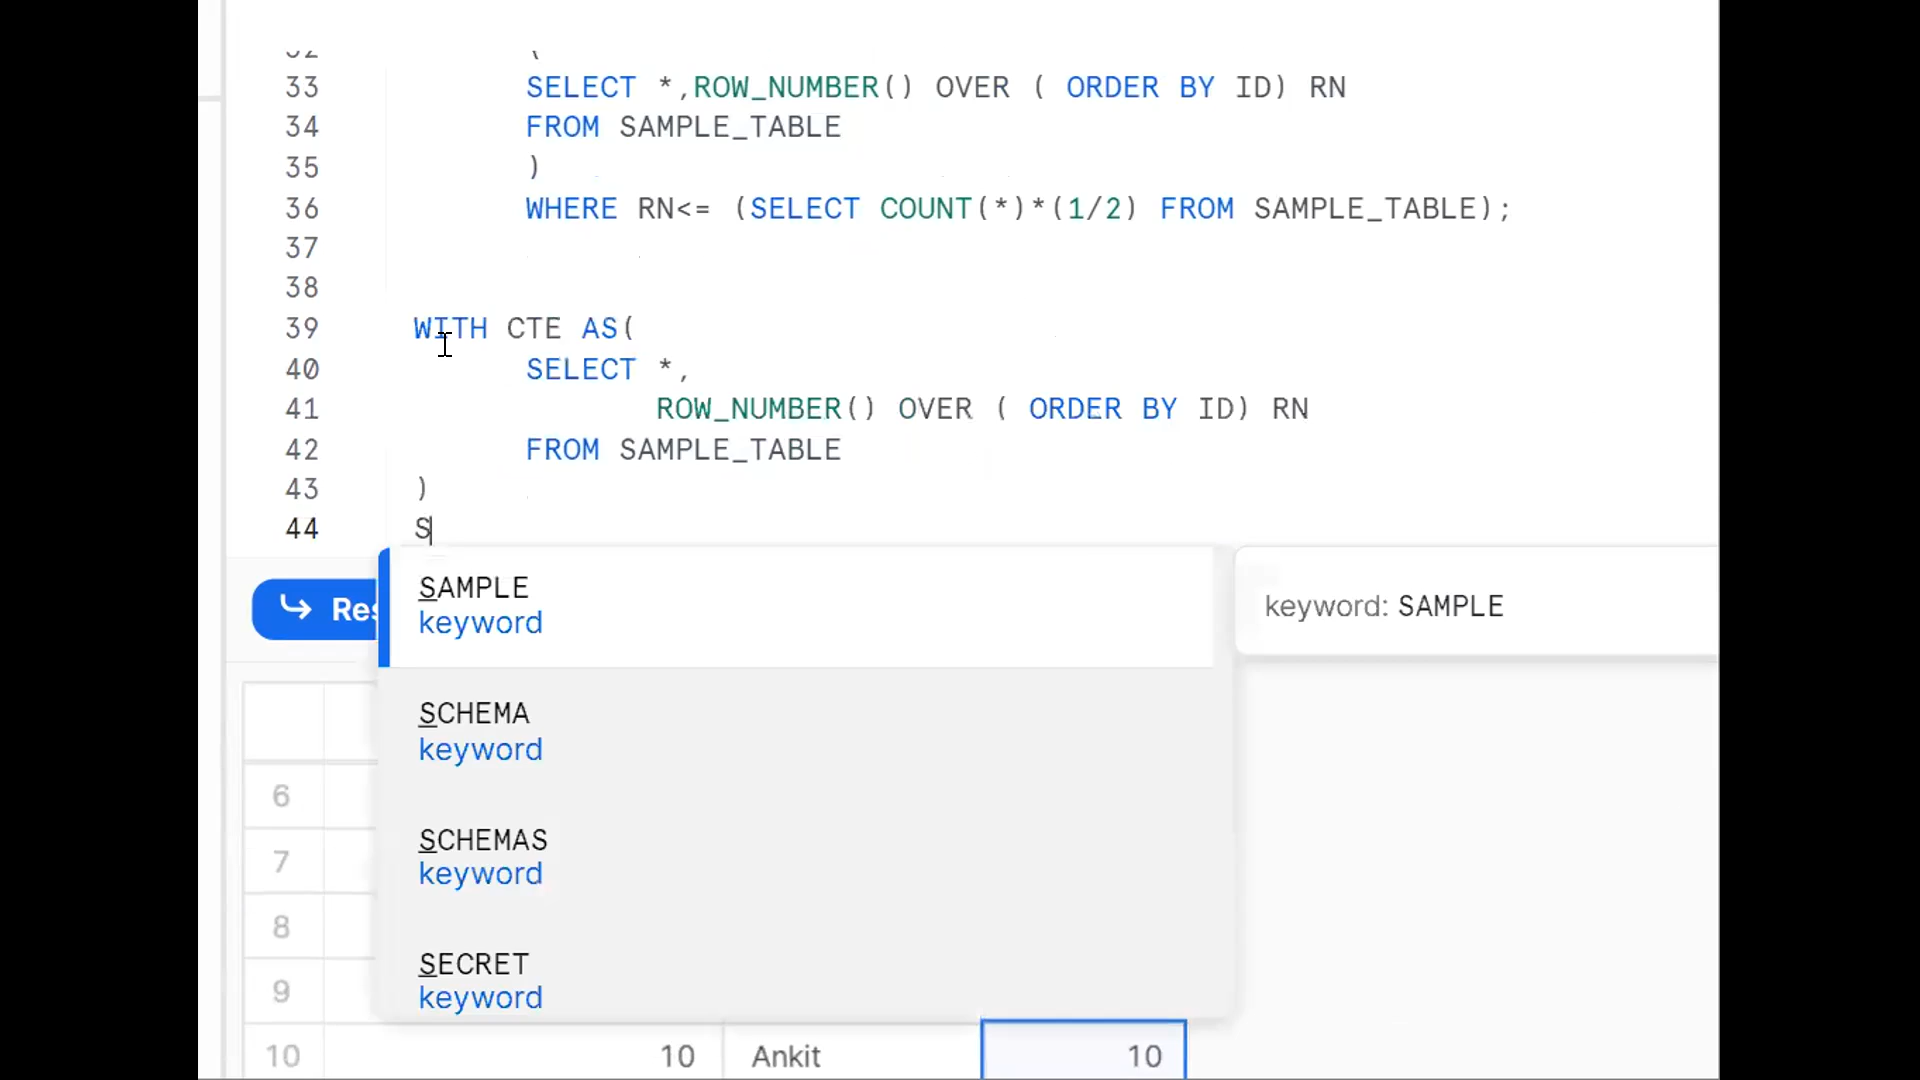 33 SELECT *,ROW_NUMBER() OVER ( ORDER BY ID) RN
34 FROM SAMPLE_TABLE
35 )
36 WHERE RN<= (SELECT COUNT(*)*(1/2) FROM SAMPLE_TABLE);
37
38
39 WITH CTE AS(
40 SELECT *,
41 ROW_NUMBER() OVER ( ORDER BY ID) RN
42 FROM SAMPLE_TABLE
43 )
44 S
SAMPLE
keyword
keyword: SAMPLE
SCHEMA
keyword
SCHEMAS
keyword
SECRET
keyword
6
7
8
9
10 10 Ankit 10